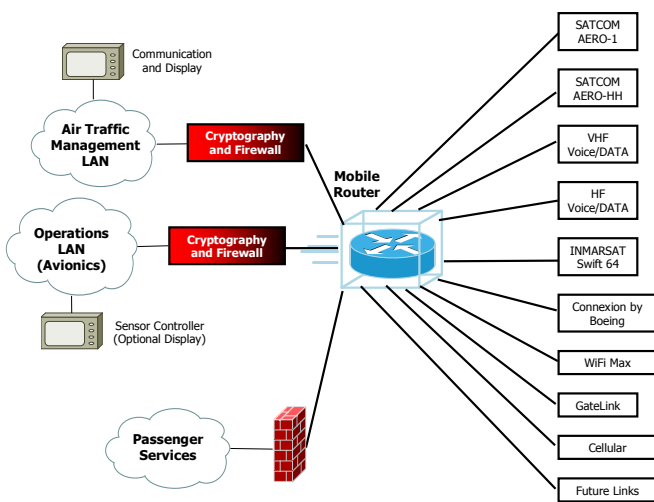 Communication
and Display
Air Traffic
Management
LAN
Cryptography
and Firewall
Mobile
Router
Operations
LAN
(Avionics)
Cryptography
and Firewall
Sensor Controller
(Optional Display)
Passenger
Services
SATCOM
AERO-1
SATCOM
AERO-HH
VHF
Voice/DATA
HF
Voice/DATA
INMARSAT
Swift 64
Connexion by
Boeing
WiFi Max
GateLink
Cellular
Future Links